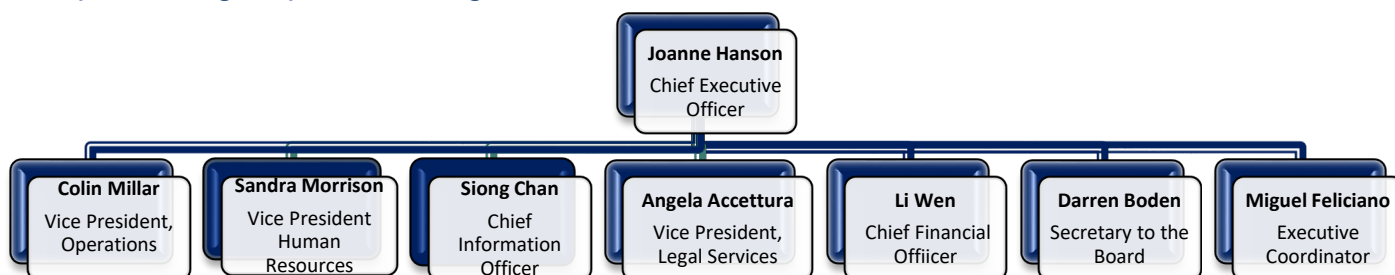 Joanne Hanson
Chief Executive
Officer
Colin Millar
Vice President,
Operations
Sandra Morrison
Vice President
Human
Resources
Siong Chan
Chief
Information
Officer
Angela Accettura
Vice President,
Legal Services
Li Wen
Chief Financial
Offiicer
Darren Boden
Secretary to the
Board
Miguel Feliciano
Executive
Coordinator